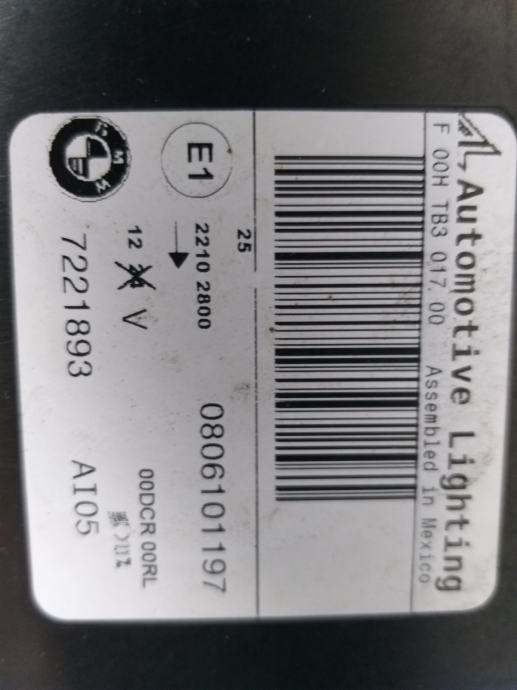 Automotive Lighting
F 00H TB3 017.00 Assembled in Mexico
25
E1
2210 2800
0806101197
12 V
00DCR 00RL
BMW
7221893
AI05